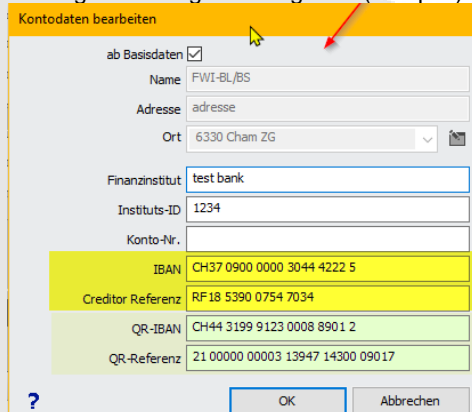 Kontodaten bearbeiten
ab Basisdaten
Name FWI-BL/BS
Adresse adresse
Ort 6330 Cham ZG
Finanzinstitut test bank
Instituts-ID 1234
Konto-Nr.
IBAN CH37 0900 0000 3044 4222 5
Creditor Referenz RF18 5390 0754 7034
QR-IBAN CH44 3199 9123 0008 8901 2
QR-Referenz 21 00000 00003 13947 14300 09017
? OK Abbrechen